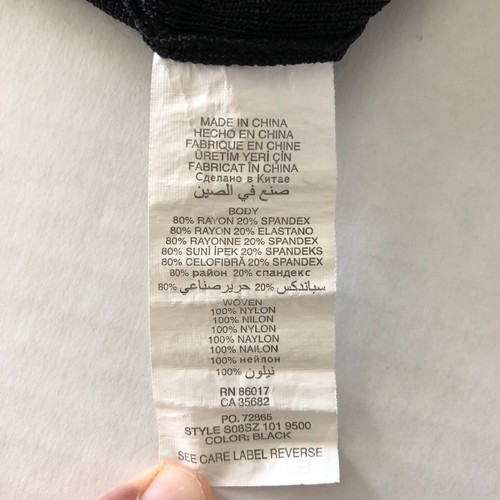 MADE IN CHINA
HECHO EN CHINA
FABRIQUE EN CHINE
ÜRETİM YERİ ÇİN
FABRICAT ÎN CHINA
Сделано в Китае
صنع في الصين
BODY
80% RAYON 20% SPANDEX
80% RAYON 20% ELASTANO
80% RAYONNE 20% SPANDEX
80% SUNİ İPEK 20% SPANDEKS
80% CELOFIBRĂ 20% SPANDEX
80% район 20% спандекс
80% حرير صناعي 20% سباندكس
WOVEN
100% NYLON
100% NILON
100% NYLON
100% NAYLON
100% NAILON
100% нейлон
100% نيلون
RN 86017
CA 35682
PO. 72865
STYLE S08SZ 101 9500
COLOR: BLACK
SEE CARE LABEL REVERSE